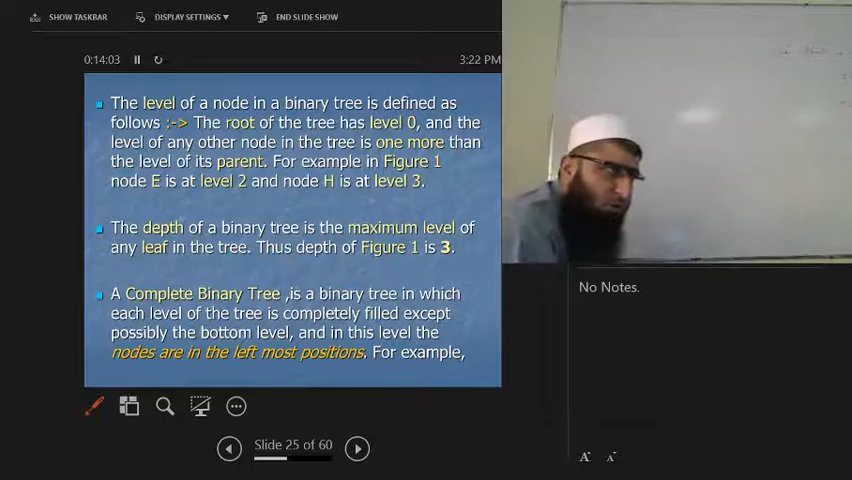 SHOW TASKBAR
DISPLAY SETTINGS ▾
END SLIDE SHOW
0:14:03
3:22 PM
The level of a node in a binary tree is defined as
follows :-> The root of the tree has level 0, and the
level of any other node in the tree is one more than
the level of its parent. For example in Figure 1
node E is at level 2 and node H is at level 3.
The depth of a binary tree is the maximum level of
any leaf in the tree. Thus depth of Figure 1 is 3.
A Complete Binary Tree ,is a binary tree in which
each level of the tree is completely filled except
possibly the bottom level, and in this level the
nodes are in the left most positions. For example,
No Notes.
Slide 25 of 60
A A